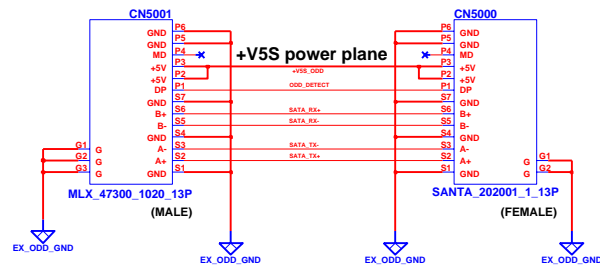 CN5001
CN5000
GND P6
GND P5
MD P4
+5V P3
+5V P2
DP P1
GND S7
B+ S6
B- S5
GND S4
A- S3
A+ S2
GND S1
G1 G
G2 G
G3 G
+V5S power plane
+V5S_ODD
ODD_DETECT
SATA_RX+
SATA_RX-
SATA_TX-
SATA_TX+
P6 GND
P5 GND
P4 MD
P3 +5V
P2 +5V
P1 DP
S7 GND
S6 B+
S5 B-
S4 GND
S3 A-
S2 A+
S1 GND
G G1
G G2
MLX_47300_1020_13P
SANTA_202001_1_13P
(MALE)
(FEMALE)
EX_ODD_GND
EX_ODD_GND
EX_ODD_GND
EX_ODD_GND